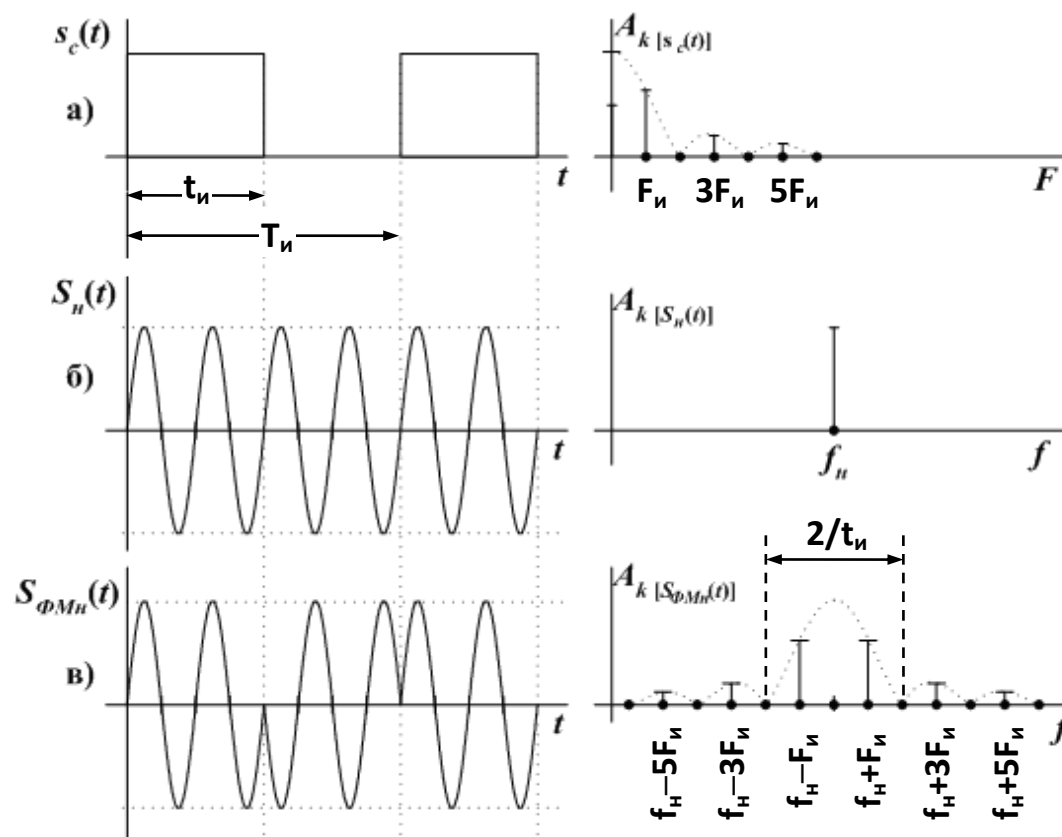 s_c(t)
A_k [s_c(t)]
а)
t
F
F_и 3F_и 5F_и
t_и
T_и
S_н(t)
A_k [S_н(t)]
б)
t
f_н
f
2/t_и
S_ФМн(t)
A_k [S_ФМн(t)]
в)
t
f
f_н–5F_и
f_н–3F_и
f_н–F_и
f_н+F_и
f_н+3F_и
f_н+5F_и